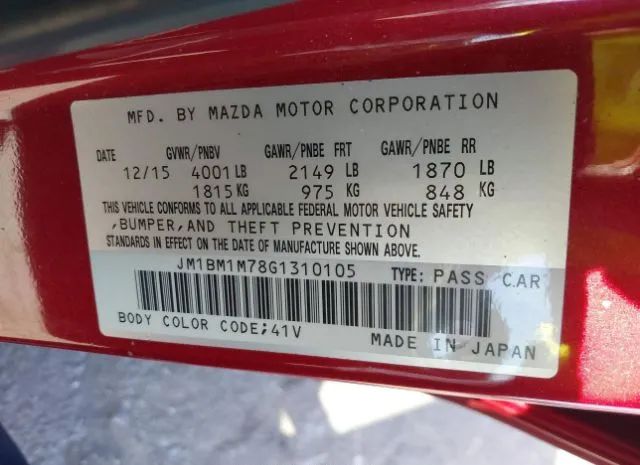 MFD. BY MAZDA MOTOR CORPORATION
DATE GVWR/PNBV GAWR/PNBE FRT GAWR/PNBE RR
12/15 4001 LB 2149 LB 1870 LB
1815 KG 975 KG 848 KG
THIS VEHICLE CONFORMS TO ALL APPLICABLE FEDERAL MOTOR VEHICLE SAFETY
,BUMPER,AND THEFT PREVENTION
STANDARDS IN EFFECT ON THE DATE OF MANUFACTURE SHOWN ABOVE.
JM1BM1M78G1310105 TYPE: PASS CAR
BODY COLOR CODE;41V
MADE IN JAPAN